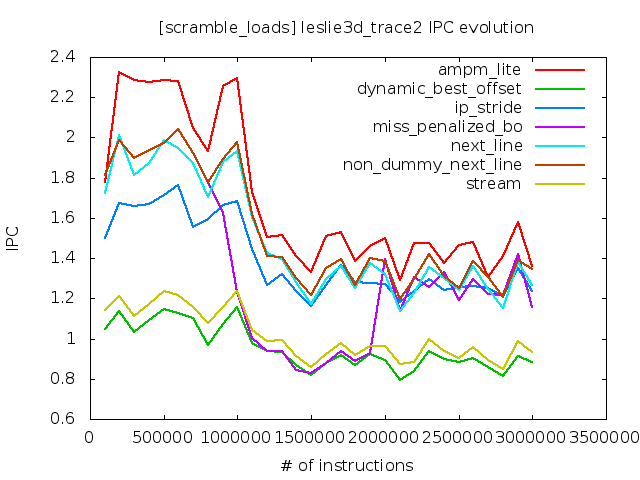 [scramble_loads] leslie3d_trace2 IPC evolution
2.4
2.2
2
1.8
1.6
1.4
1.2
1
0.8
0.6
IPC
ampm_lite
dynamic_best_offset
ip_stride
miss_penalized_bo
next_line
non_dummy_next_line
stream
0 500000 1000000 1500000 2000000 2500000 3000000 3500000
# of instructions